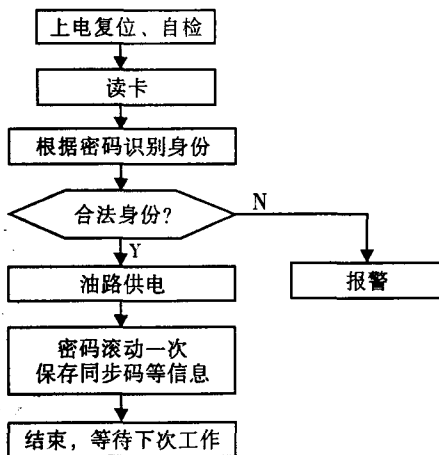 上电复位、自检
读卡
根据密码识别身份
合法身份?
N
Y
油路供电
报警
密码滚动一次
保存同步码等信息
结束，等待下次工作